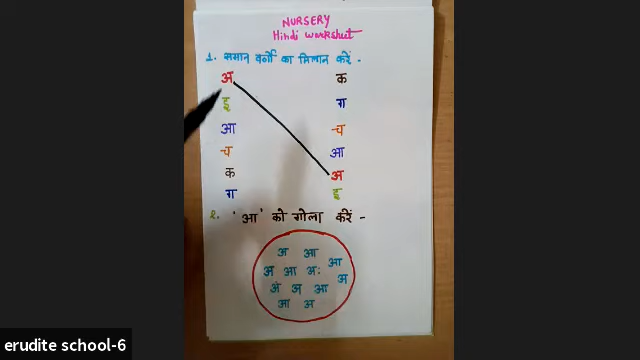 NURSERY
Hindi worksheet
1. समान वर्णों का मिलान करें -
अ क
इ ग
आ च
च आ
क अ
ग इ
2. 'आ' को गोला करें -
अ आ
आ
अ आ अः
अ
अं अ आ
आ अ
erudite school-6